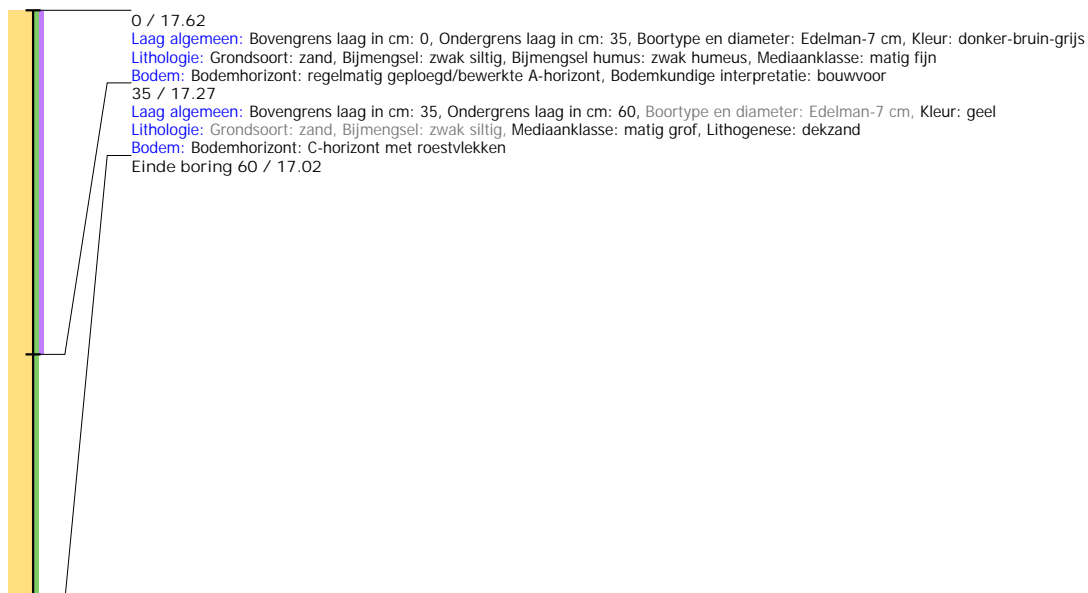 0 / 17.62
Laag algemeen: Bovengrens laag in cm: 0, Ondergrens laag in cm: 35, Boortype en diameter: Edelman-7 cm, Kleur: donker-bruin-grijs
Lithologie: Grondsoort: zand, Bijmengsel: zwak siltig, Bijmengsel humus: zwak humeus, Mediaanklasse: matig fijn
Bodem: Bodemhorizont: regelmatig geploegd/bewerkte A-horizont, Bodemkundige interpretatie: bouwvoor
35 / 17.27
Laag algemeen: Bovengrens laag in cm: 35, Ondergrens laag in cm: 60, Boortype en diameter: Edelman-7 cm, Kleur: geel
Lithologie: Grondsoort: zand, Bijmengsel: zwak siltig, Mediaanklasse: matig grof, Lithogenese: dekzand
Bodem: Bodemhorizont: C-horizont met roestvlekken
Einde boring 60 / 17.02